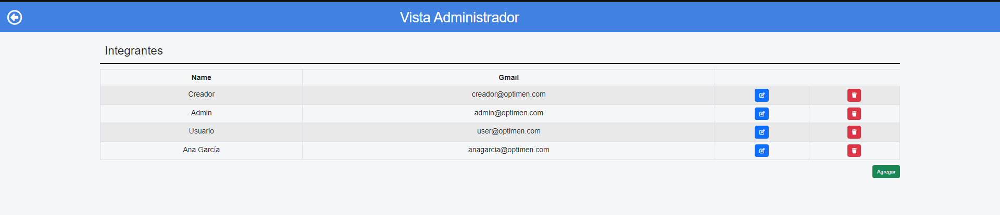 Vista Administrador
Integrantes
Name Gmail
Creador creador@optimen.com
Admin admin@optimen.com
Usuario user@optimen.com
Ana García anagarcia@optimen.com
Agregar